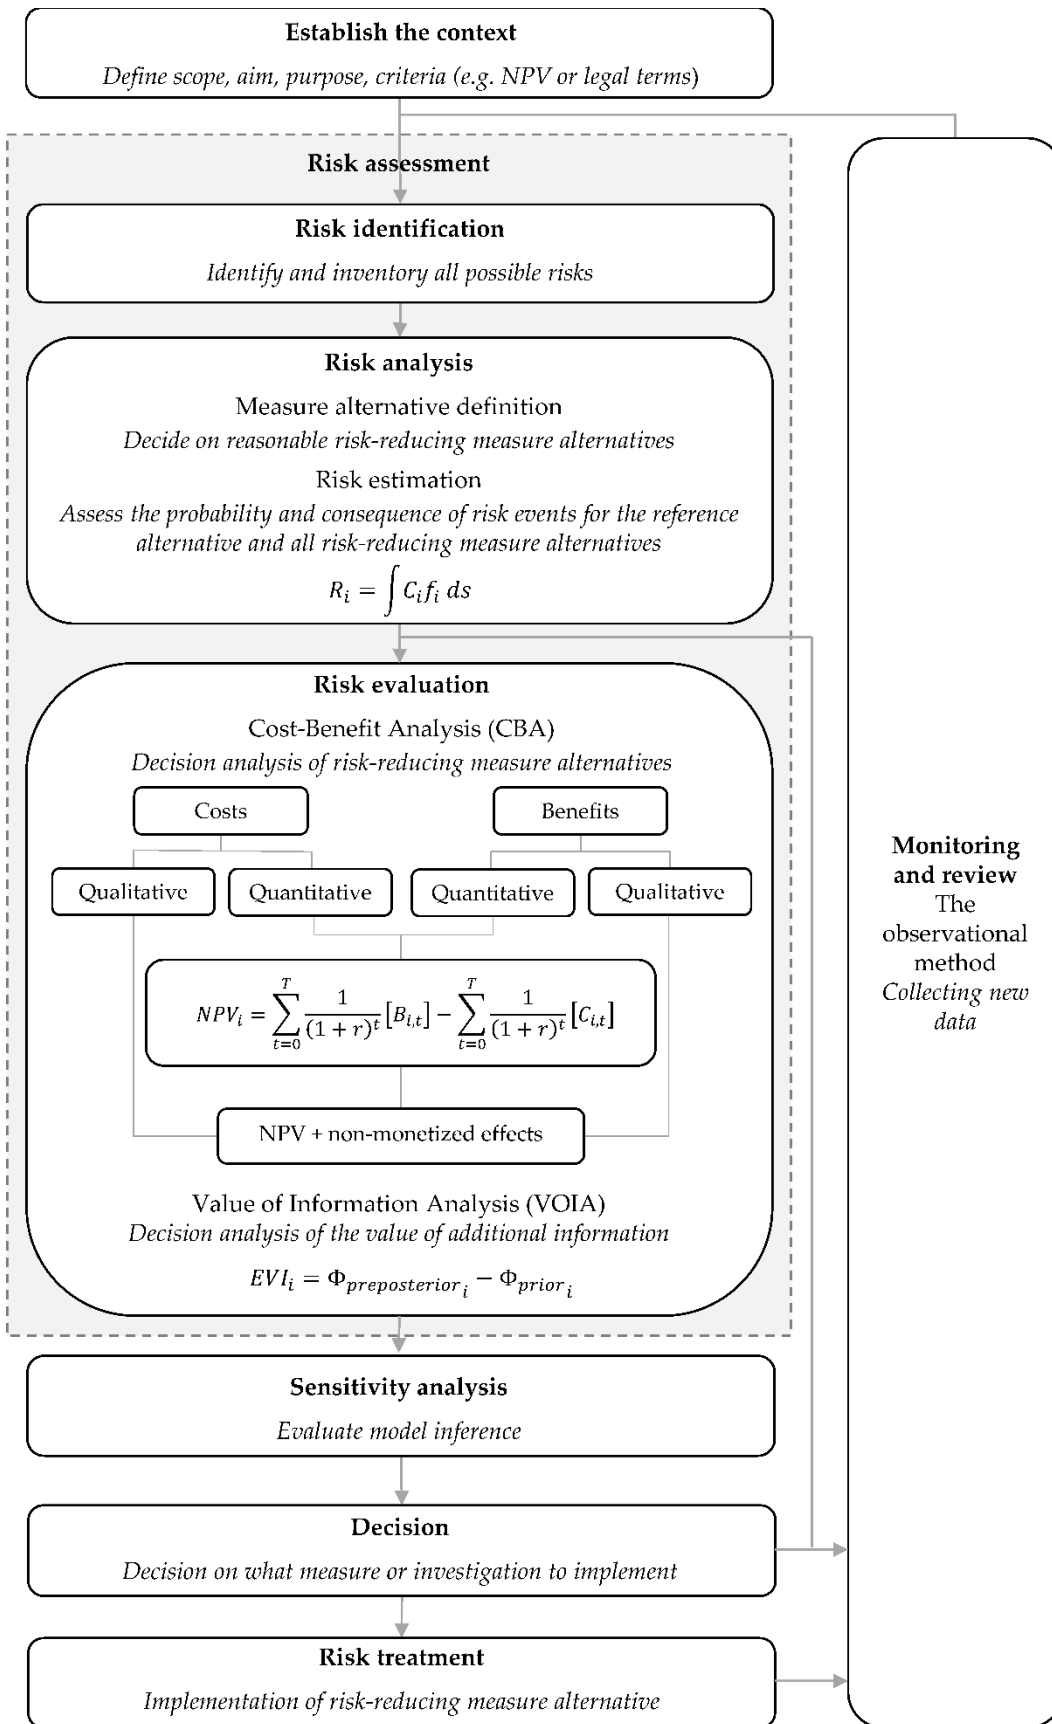 Establish the context
Define scope, aim, purpose, criteria (e.g. NPV or legal terms)
Risk assessment
Risk identification
Identify and inventory all possible risks
Risk analysis
Measure alternative definition
Decide on reasonable risk-reducing measure alternatives
Risk estimation
Assess the probability and consequence of risk events for the reference
alternative and all risk-reducing measure alternatives
R_i = ∫ C_i f_i ds
Risk evaluation
Cost-Benefit Analysis (CBA)
Decision analysis of risk-reducing measure alternatives
Costs
Benefits
Qualitative
Quantitative
Quantitative
Qualitative
NPV_i = ∑_{t=0}^{T} 1/(1 + r)^t [B_{i,t}] − ∑_{t=0}^{T} 1/(1 + r)^t [C_{i,t}]
NPV + non-monetized effects
Value of Information Analysis (VOIA)
Decision analysis of the value of additional information
EVI_i = Φ_{preposterior_i} − Φ_{prior_i}
Sensitivity analysis
Evaluate model inference
Decision
Decision on what measure or investigation to implement
Risk treatment
Implementation of risk-reducing measure alternative
Monitoring
and review
The
observational
method
Collecting new
data